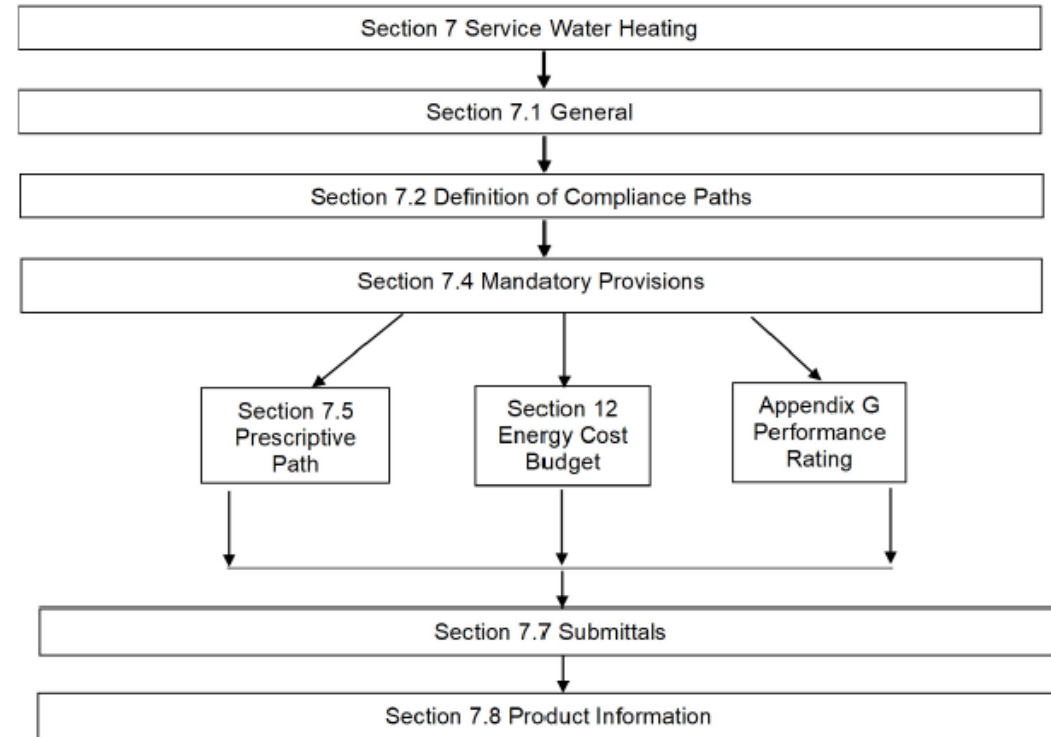 Section 7 Service Water Heating
Section 7.1 General
Section 7.2 Definition of Compliance Paths
Section 7.4 Mandatory Provisions
Section 7.5
Prescriptive
Path
Section 12
Energy Cost
Budget
Appendix G
Performance
Rating
Section 7.7 Submittals
Section 7.8 Product Information